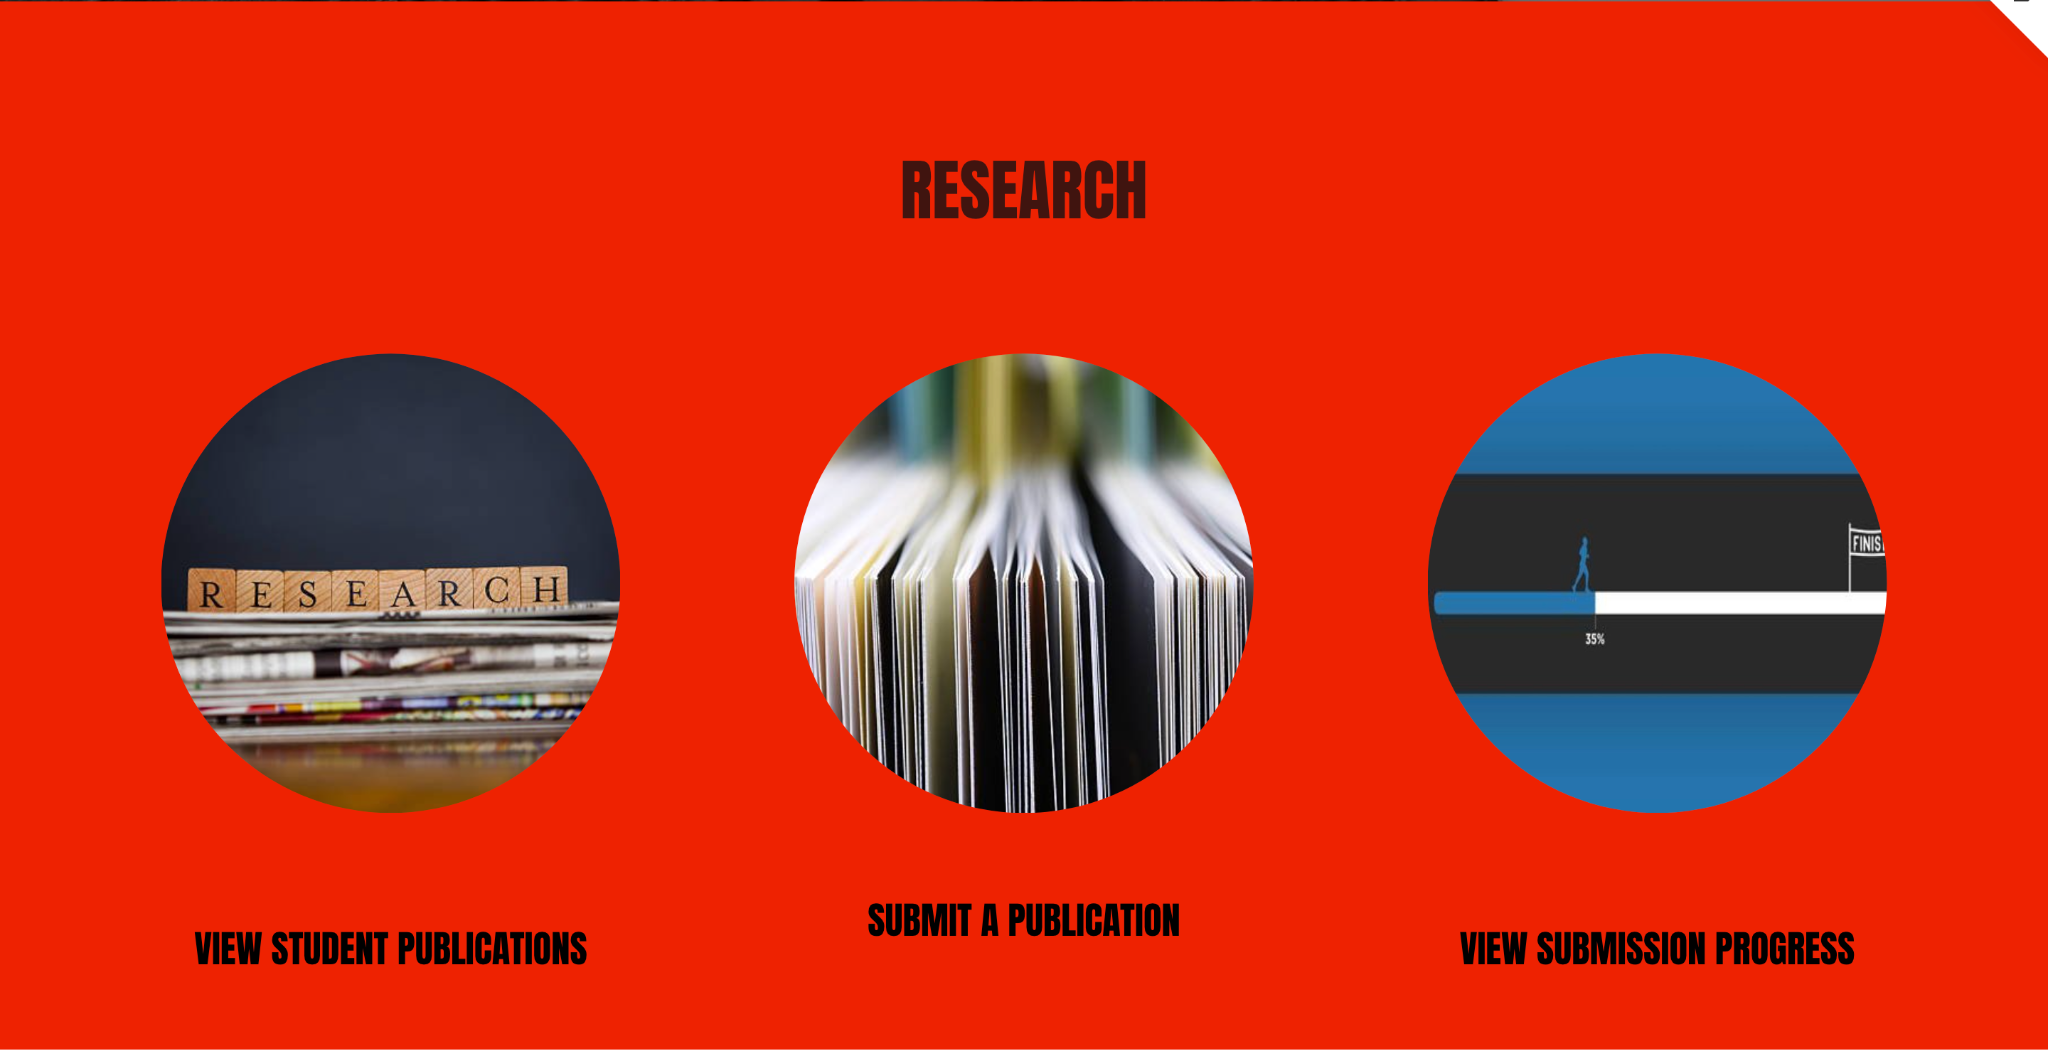 RESEARCH
RESEARCH
FINIS
35%
SUBMIT A PUBLICATION
VIEW STUDENT PUBLICATIONS
VIEW SUBMISSION PROGRESS